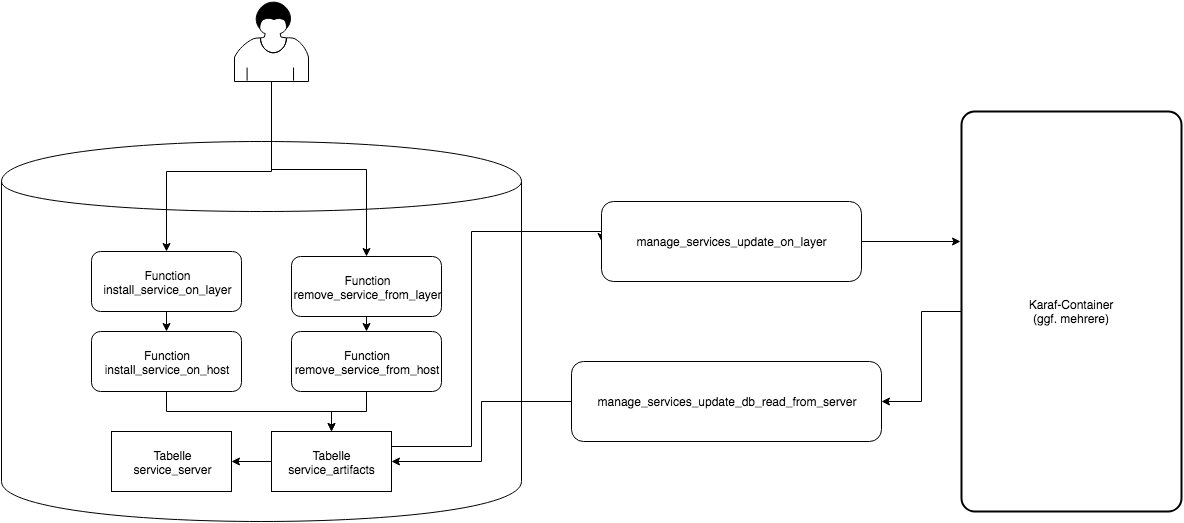 manage_services_update_on_layer
Function
install_service_on_layer
Function
remove_service_from_layer
Karaf-Container
(ggf. mehrere)
Function
install_service_on_host
Function
remove_service_from_host
manage_services_update_db_read_from_server
Tabelle
service_server
Tabelle
service_artifacts